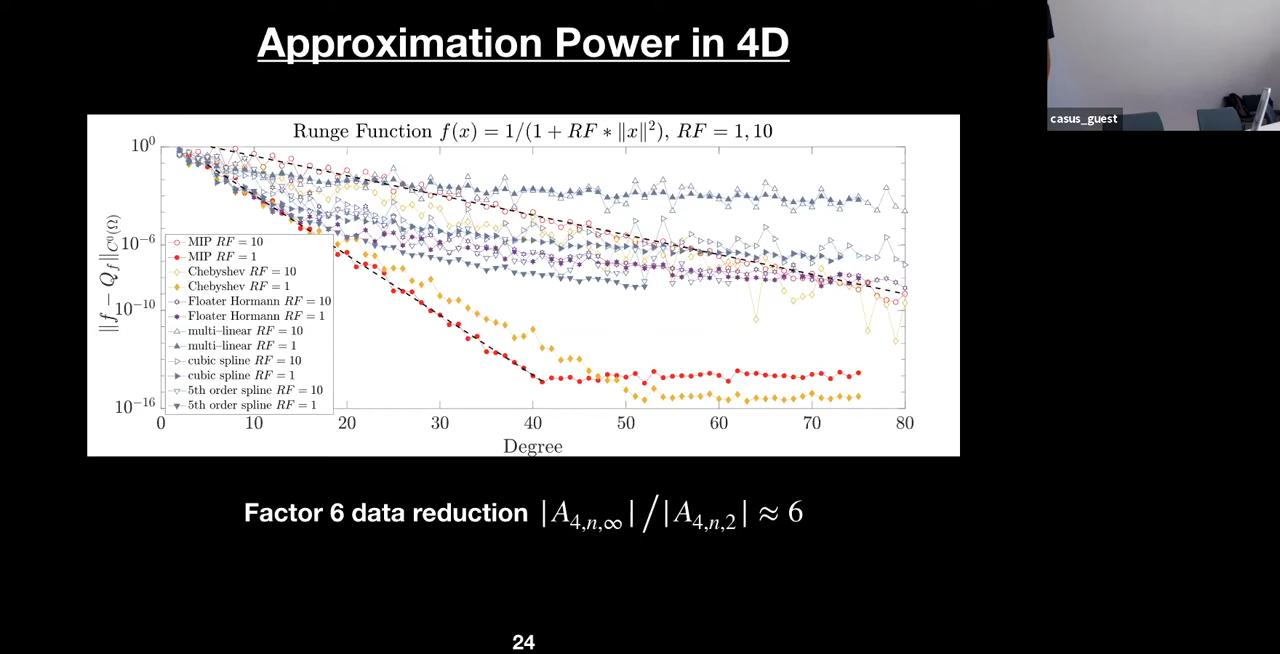 Approximation Power in 4D
casus_guest
Runge Function f(x) = 1/(1 + RF * ‖x‖²), RF = 1, 10
‖f − Q_f‖_{C⁰(Ω)}
10⁰
10⁻⁶
10⁻¹⁰
10⁻¹⁶
MIP RF = 10
MIP RF = 1
Chebyshev RF = 10
Chebyshev RF = 1
Floater Hormann RF = 10
Floater Hormann RF = 1
multi–linear RF = 10
multi–linear RF = 1
cubic spline RF = 10
cubic spline RF = 1
5th order spline RF = 10
5th order spline RF = 1
0 10 20 30 40 50 60 70 80
Degree
Factor 6 data reduction |A_{4,n,∞}| / |A_{4,n,2}| ≈ 6
24